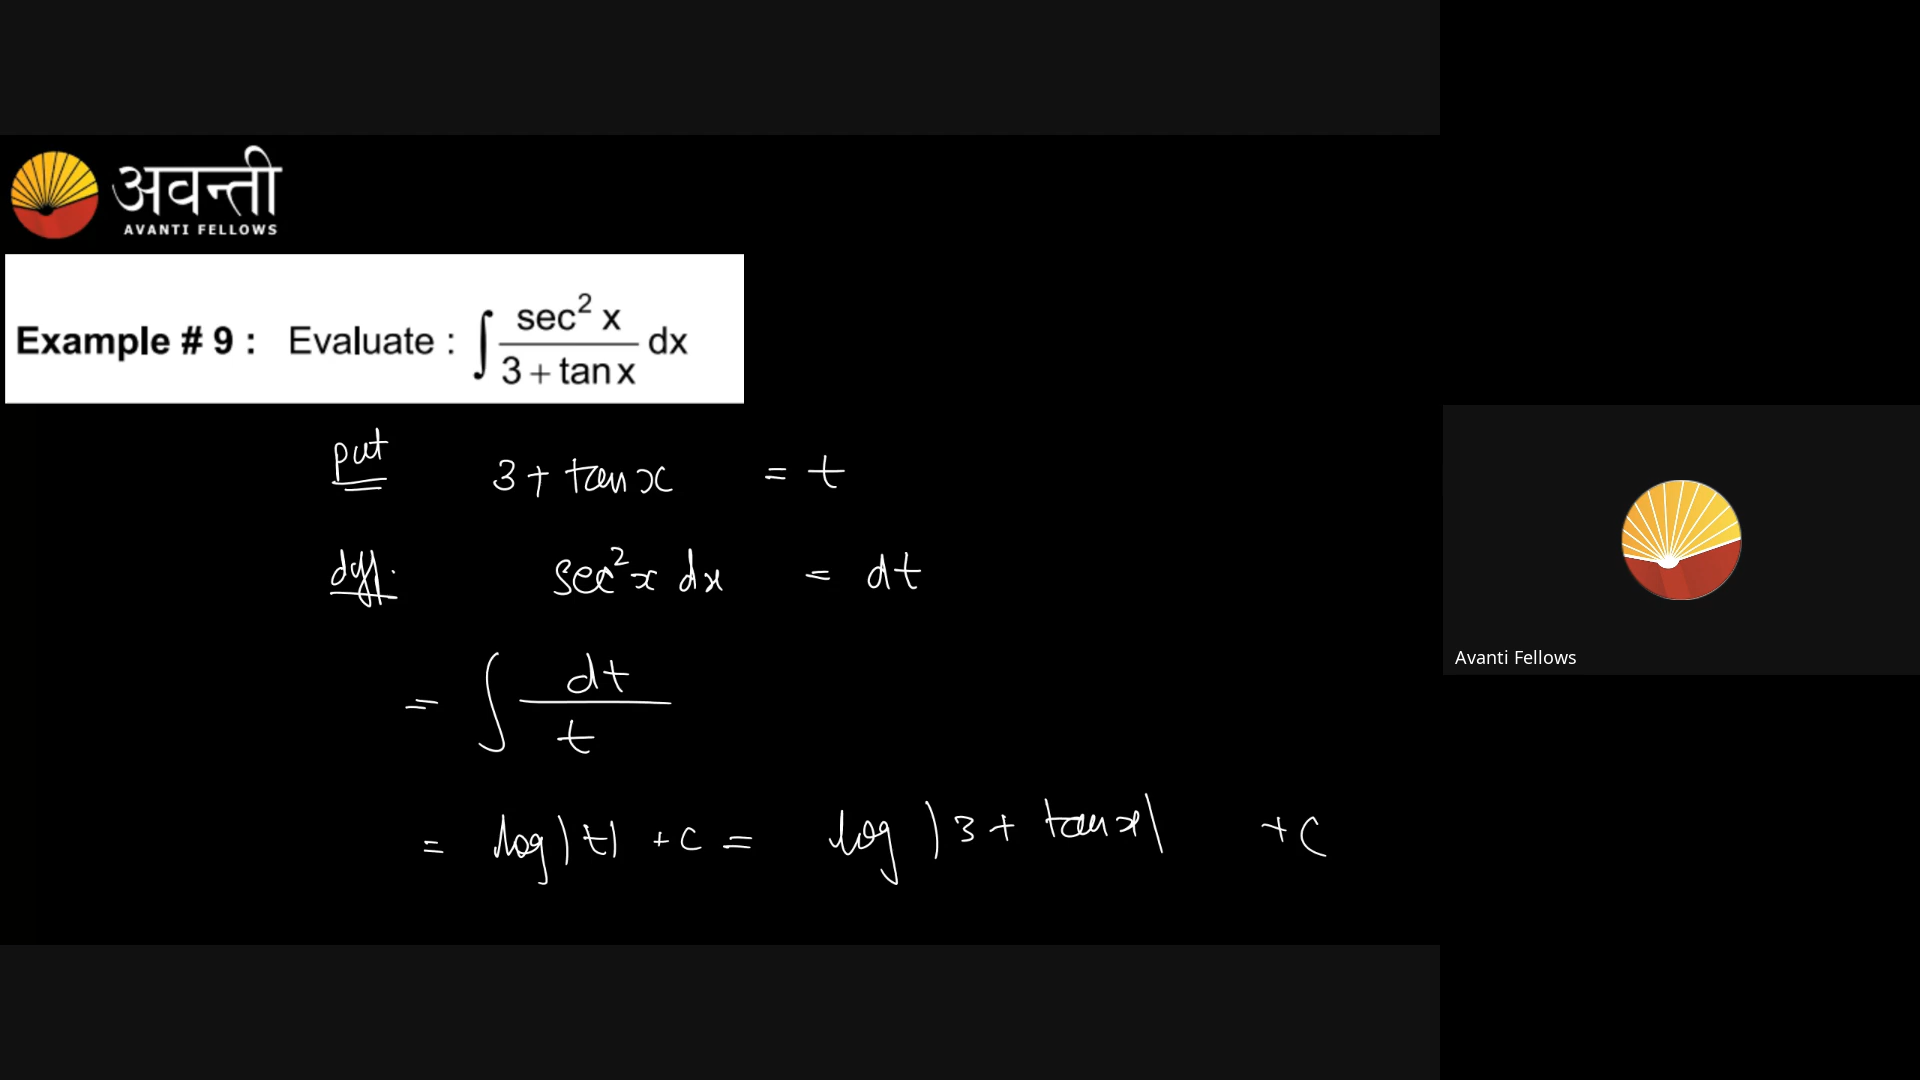 अवन्ती
AVANTI FELLOWS
Example # 9 : Evaluate : ∫ sec² x / (3 + tan x) dx
put 3 + tan x = t
diff. sec² x dx = dt
= ∫ dt / t
= log |t| + c = log |3 + tan x| + c
Avanti Fellows